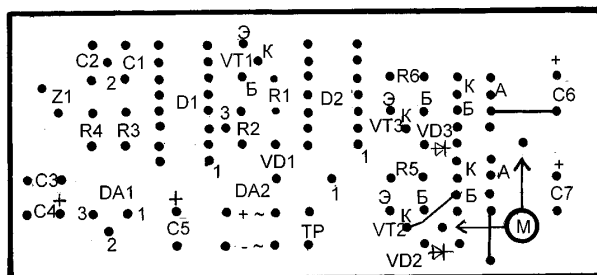 Э
C2 C1 VT1 К R6 К А +
2 Б Б C6
Z1 D1 R1 D2 Э Б
3 К
R4 R3 R2 VT3 VD3
1 VD1 1
C3 R5 К А +
+ DA1 + DA2 1 Э Б Б C7
C4 3 1 C5 + ~ К М
2 - ~ TP VT2
VD2